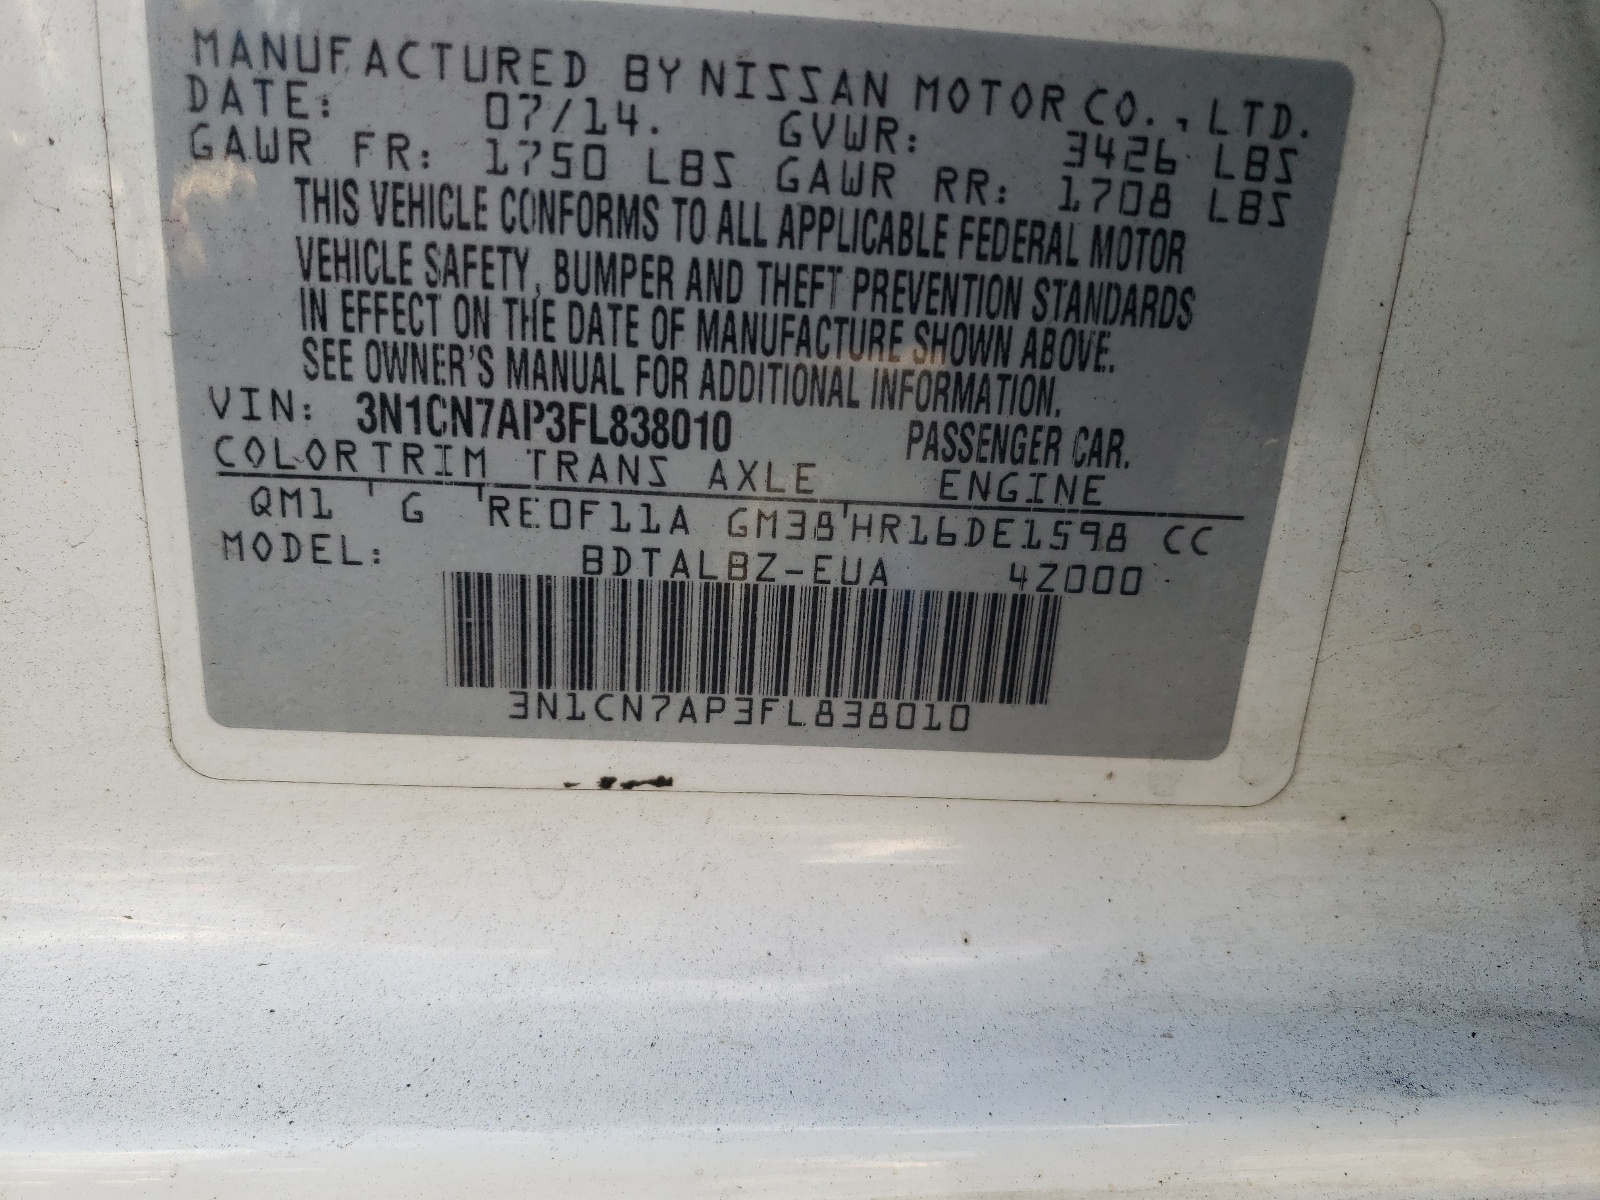 MANUFACTURED BY NISSAN MOTOR CO., LTD.
DATE: 07/14. GVWR: 3426 LBS
GAWR FR: 1750 LBS GAWR RR: 1708 LBS
THIS VEHICLE CONFORMS TO ALL APPLICABLE FEDERAL MOTOR
VEHICLE SAFETY, BUMPER AND THEFT PREVENTION STANDARDS
IN EFFECT ON THE DATE OF MANUFACTURE SHOWN ABOVE.
SEE OWNER'S MANUAL FOR ADDITIONAL INFORMATION.
VIN: 3N1CN7AP3FL838010 PASSENGER CAR.
COLOR TRIM TRANS AXLE ENGINE
QM1 G RE0F11A GM38 HR16DE1598 CC
MODEL: BDTALBZ-EUA 4Z000
3N1CN7AP3FL838010